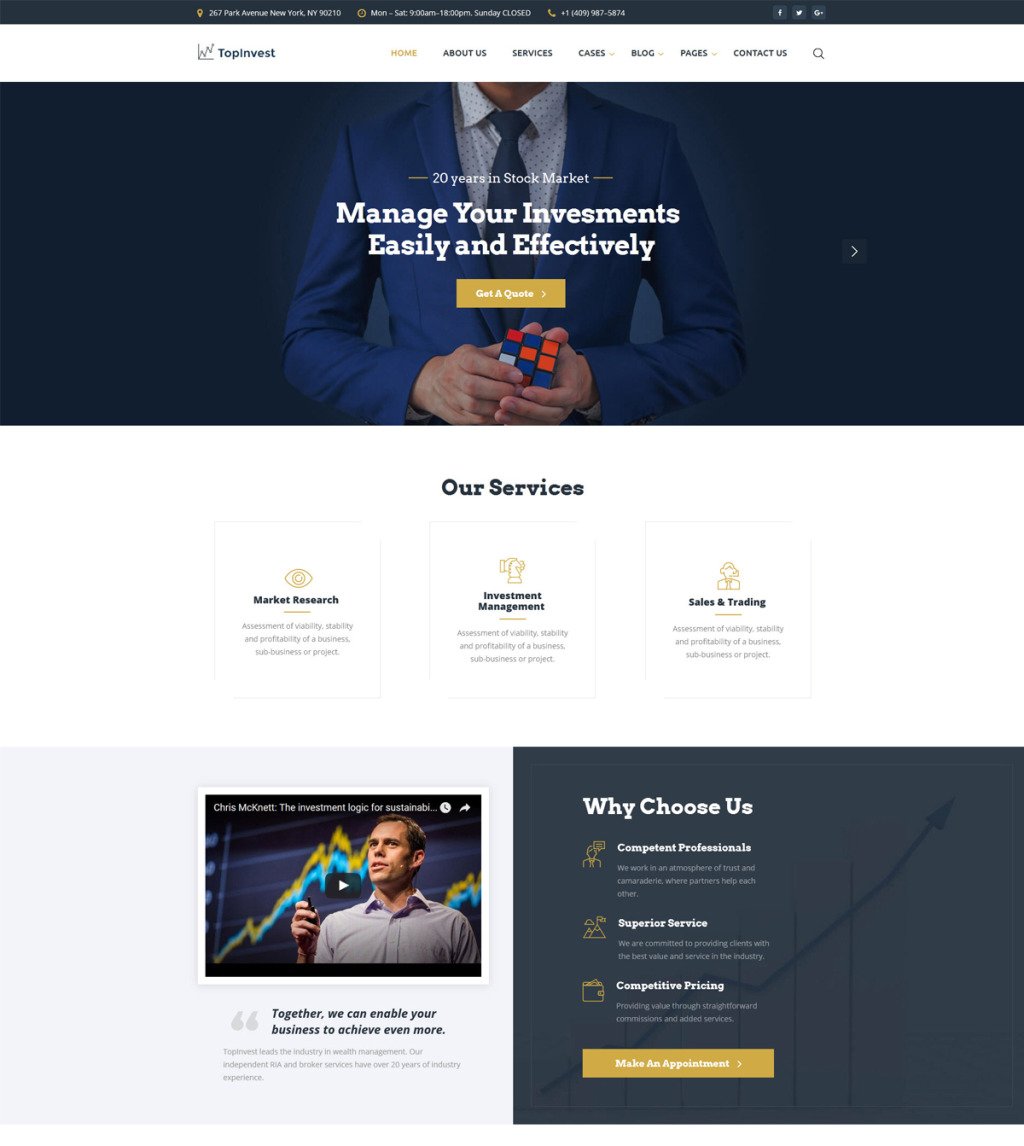 267 Park Avenue New York, NY 90210 Mon – Sat: 9:00am–18:00pm. Sunday CLOSED +1 (409) 987–5874
TopInvest HOME ABOUT US SERVICES CASES BLOG PAGES CONTACT US
20 years in Stock Market
Manage Your Invesments
Easily and Effectively
Get A Quote
Our Services
Market Research
Assessment of viability, stability
and profitability of a business,
sub-business or project.
Investment
Management
Assessment of viability, stability
and profitability of a business,
sub-business or project.
Sales & Trading
Assessment of viability, stability
and profitability of a business,
sub-business or project.
Chris McKnett: The investment logic for sustainabi...
Together, we can enable your
business to achieve even more.
TopInvest leads the industry in wealth management. Our
independent RIA and broker services have over 20 years of industry
experience.
Why Choose Us
Competent Professionals
We work in an atmosphere of trust and
camaraderie, where partners help each
other.
Superior Service
We are committed to providing clients with
the best value and service in the industry.
Competitive Pricing
Providing value through straightforward
commissions and added services.
Make An Appointment